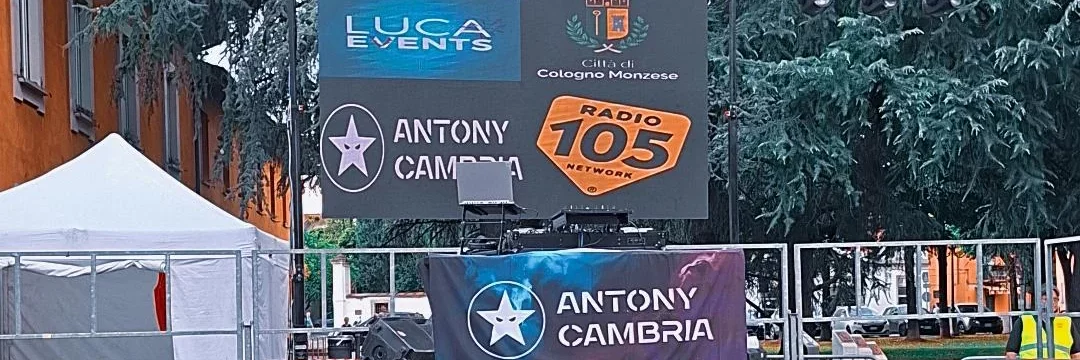 LUCA
EVENTS
Città di
Cologno Monzese
ANTONY
CAMBRIA
RADIO
105
NETWORK
®
ANTONY
CAMBRIA